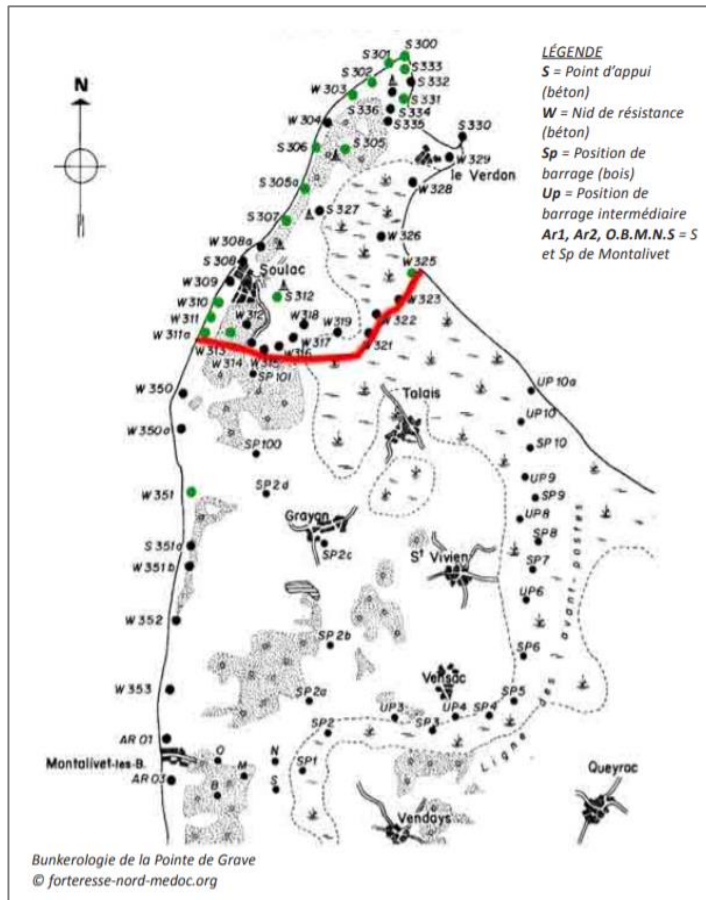 S 300
S 301
S 333
S 302
S 332
W 303
S 331
S 336
S 334
W 304
S 335
S 330
S 306
S 305
W 329
le Verdon
W 328
S 305a
S 307
S 327
W 326
W 308a
S 308
Soulac
W 325
W 309
S 312
W 310
W 323
W 311
W 312
W 318
W 319
322
W 311a
W 317
321
W 313
W 316
W 314
W 315
SP 101
W 350
Talais
UP 10a
W 350a
UP 10
SP 100
SP 10
W 351
SP 2d
UP 9
SP 9
Grayan
UP 8
S 351a
SP 2c
St Vivien
SP 8
W 351b
SP 7
UP 6
W 352
SP 2b
SP 6
W 353
Vensac
SP 2a
UP 3
UP 4
SP 4
SP 5
SP 2
SP 3
AR 01
Montalivet-les-B.
O
N
SP 1
M
AR 03
B
S
Queyrac
Vendays
Ligne des avant postes
N
LÉGENDE
S = Point d’appui
(béton)
W = Nid de résistance
(béton)
Sp = Position de
barrage (bois)
Up = Position de
barrage intermédiaire
Ar1, Ar2, O.B.M.N.S = S
et Sp de Montalivet
Bunkerologie de la Pointe de Grave
© forteresse-nord-medoc.org